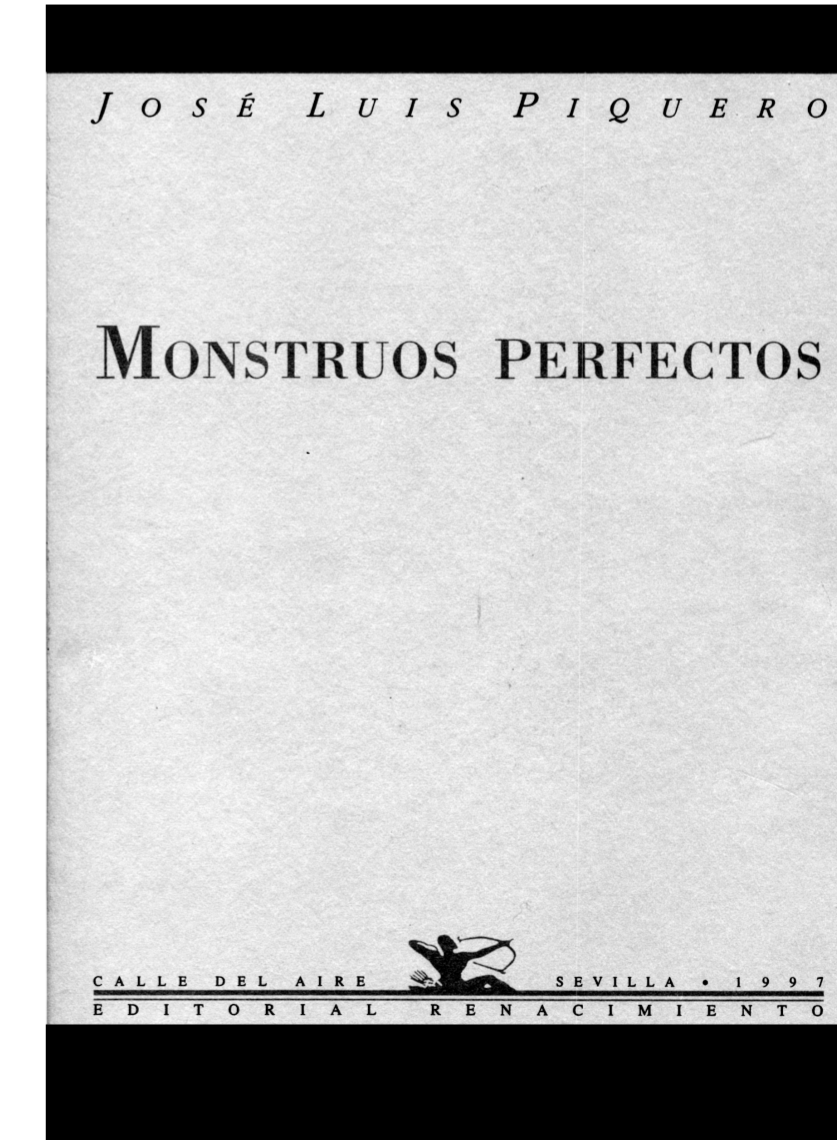 JOSÉ LUIS PIQUERO
MONSTRUOS PERFECTOS
CALLE DEL AIRE SEVILLA • 1997
EDITORIAL RENACIMIENTO